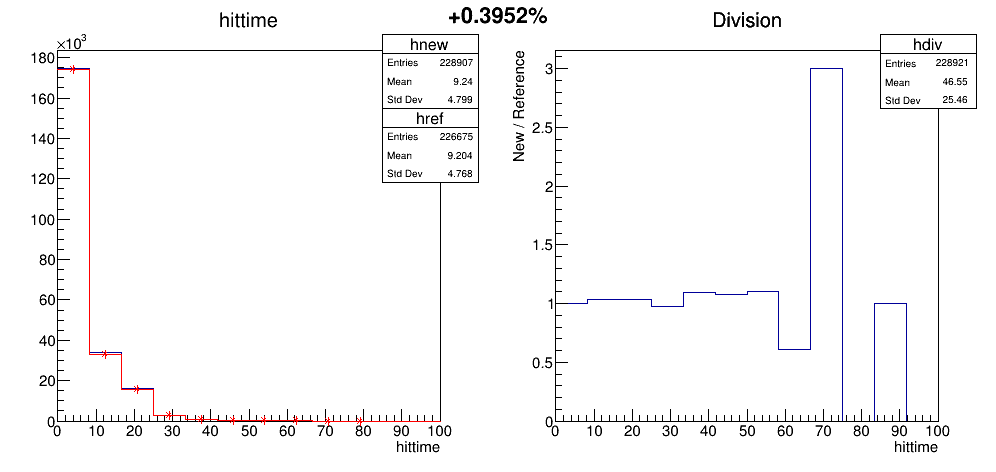 +0.3952%
hittime
×10³
180
160
140
120
100
80
60
40
20
0
0 10 20 30 40 50 60 70 80 90 100
hittime
hnew
Entries 228907
Mean 9.24
Std Dev 4.799
href
Entries 226675
Mean 9.204
Std Dev 4.768
Division
New / Reference
3
2.5
2
1.5
1
0.5
0
0 10 20 30 40 50 60 70 80 90 100
hittime
hdiv
Entries 228921
Mean 46.55
Std Dev 25.46